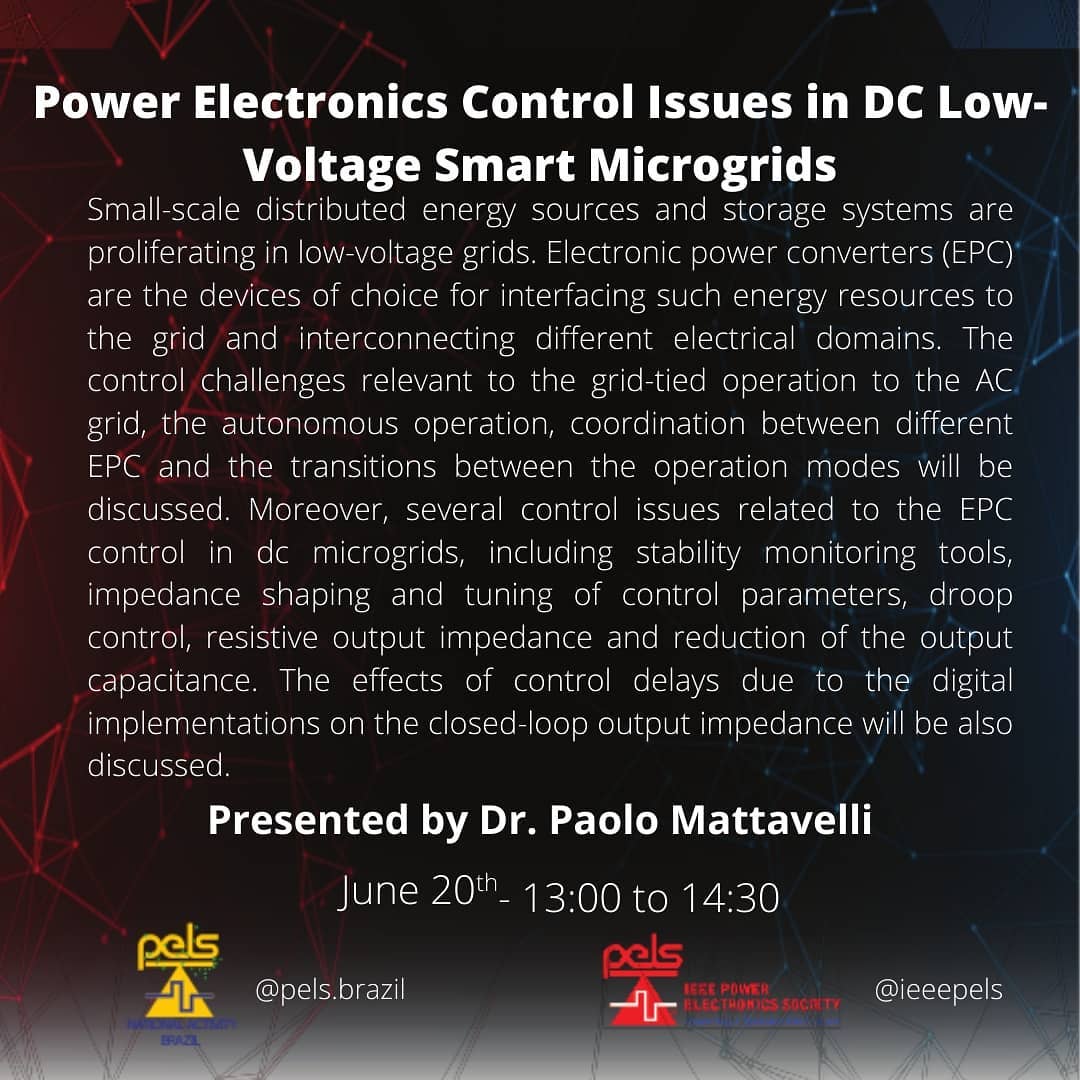 Power Electronics Control Issues in DC Low-
Voltage Smart Microgrids
Small-scale distributed energy sources and storage systems are
proliferating in low-voltage grids. Electronic power converters (EPC)
are the devices of choice for interfacing such energy resources to
the grid and interconnecting different electrical domains. The
control challenges relevant to the grid-tied operation to the AC
grid, the autonomous operation, coordination between different
EPC and the transitions between the operation modes will be
discussed. Moreover, several control issues related to the EPC
control in dc microgrids, including stability monitoring tools,
impedance shaping and tuning of control parameters, droop
control, resistive output impedance and reduction of the output
capacitance. The effects of control delays due to the digital
implementations on the closed-loop output impedance will be also
discussed.
Presented by Dr. Paolo Mattavelli
June 20th- 13:00 to 14:30
pels
NATIONAL ACTIVITY
BRAZIL
@pels.brazil
pels
IEEE POWER
ELECTRONICS SOCIETY
@ieeepels